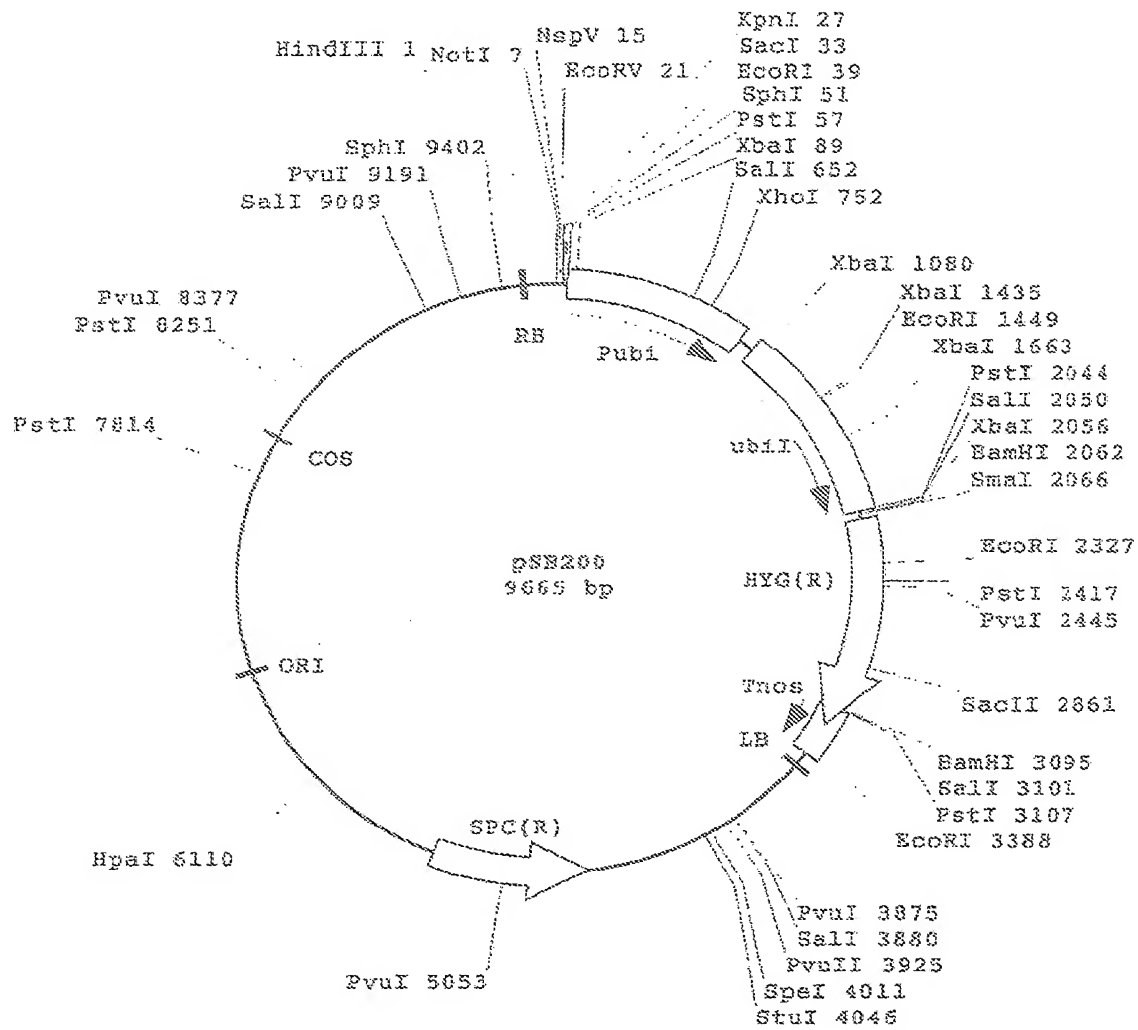 HindIII 1
NotI 7
NspV 15
EcoRV 21
KpnI 27
SacI 33
EcoRI 39
SphI 51
PstI 57
XbaI 89
SalI 652
XhoI 752
XbaI 1080
XbaI 1435
EcoRI 1449
XbaI 1663
PstI 2044
SalI 2050
XbaI 2056
BamHI 2062
SmaI 2066
EcoRI 2327
PstI 2417
PvuI 2445
SacII 2861
BamHI 3095
SalI 3101
PstI 3107
EcoRI 3388
PvuI 3875
SalI 3880
PvuII 3925
SpeI 4011
StuI 4046
PvuI 5053
HpaI 6110
PstI 7814
PstI 8251
PvuI 8377
SalI 9009
PvuI 9191
SphI 9402
RB
Pubi
ubiI
HYG(R)
Tnos
LB
SPC(R)
ORI
COS
pSB200
9665 bp